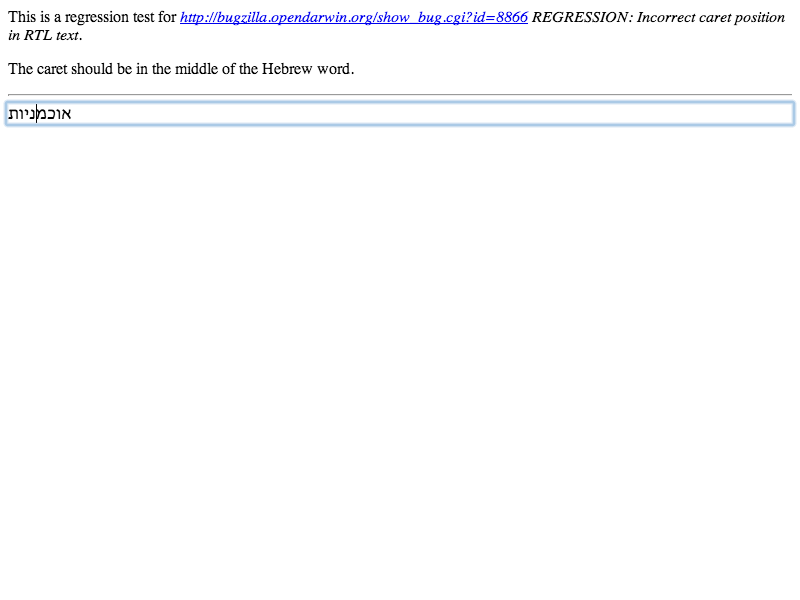 This is a regression test for http://bugzilla.opendarwin.org/show_bug.cgi?id=8866 REGRESSION: Incorrect caret position
in RTL text.
The caret should be in the middle of the Hebrew word.
אוכמניות